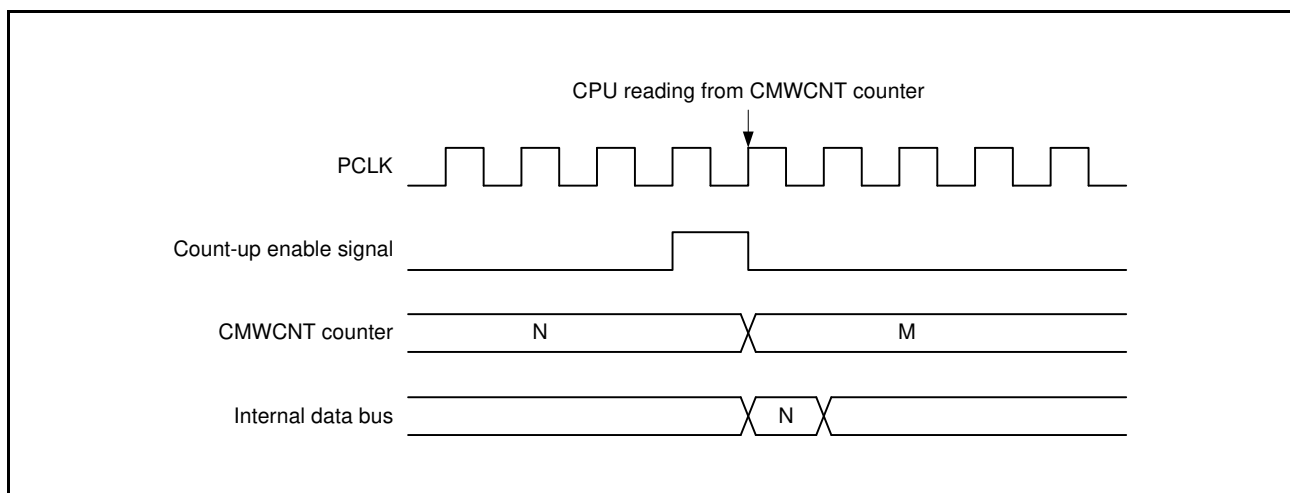 CPU reading from CMWCNT counter
PCLK
Count-up enable signal
CMWCNT counter
N
M
Internal data bus
N